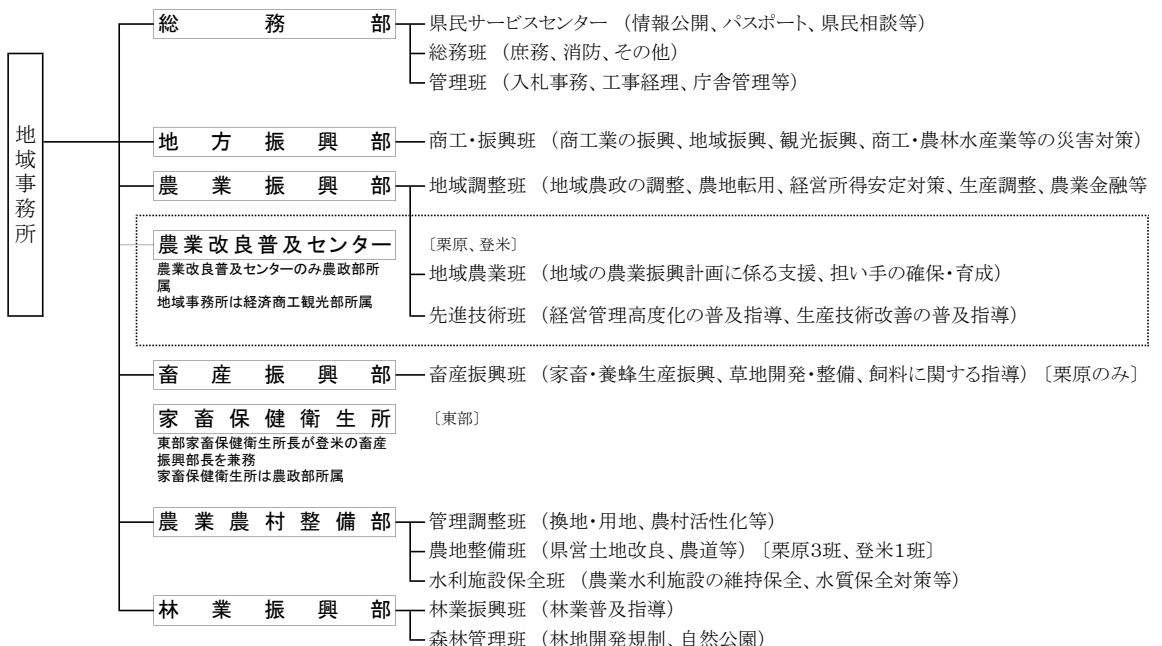 地域事務所
総務部
県民サービスセンター （情報公開、パスポート、県民相談等）
総務班 （庶務、消防、その他）
管理班 （入札事務、工事経理、庁舎管理等）
地方振興部
商工・振興班 （商工業の振興、地域振興、観光振興、商工・農林水産業等の災害対策）
農業振興部
地域調整班 （地域農政の調整、農地転用、経営所得安定対策、生産調整、農業金融等
農業改良普及センター
〔栗原、登米〕
農業改良普及センターのみ農政部所
属
地域事務所は経済商工観光部所属
地域農業班 （地域の農業振興計画に係る支援、担い手の確保・育成）
先進技術班 （経営管理高度化の普及指導、生産技術改善の普及指導）
畜産振興部
畜産振興班 （家畜・養蜂生産振興、草地開発・整備、飼料に関する指導） 〔栗原のみ〕
家畜保健衛生所
〔東部〕
東部家畜保健衛生所長が登米の畜産
振興部長を兼務
家畜保健衛生所は農政部所属
農業農村整備部
管理調整班 （換地・用地、農村活性化等）
農地整備班 （県営土地改良、農道等） 〔栗原3班、登米1班〕
水利施設保全班 （農業水利施設の維持保全、水質保全対策等）
林業振興部
林業振興班 （林業普及指導）
森林管理班 （林地開発規制、自然公園）